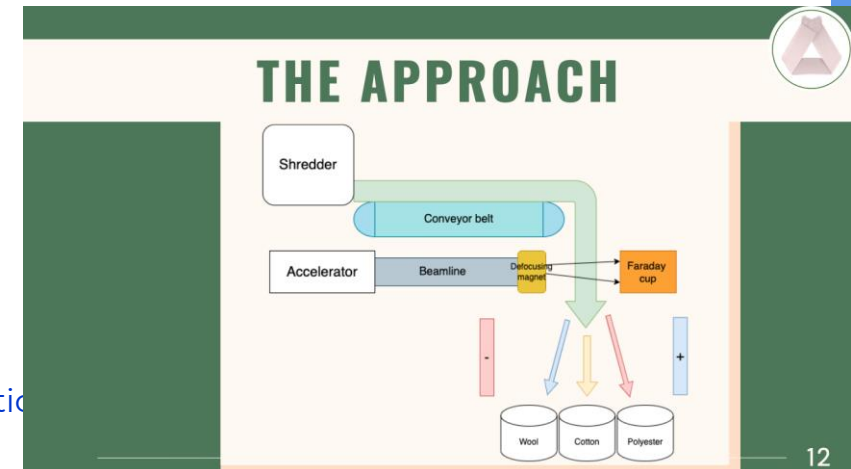 THE APPROACH
Shredder
Conveyor belt
Accelerator
Beamline
Defocusing
magnet
Faraday
cup
-
+
Wool
Cotton
Polyester
12